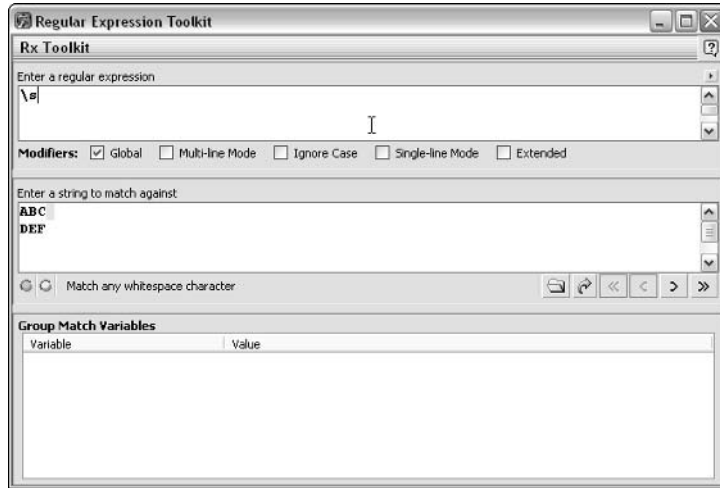 Regular Expression Toolkit
Rx Toolkit
Enter a regular expression
\s
Modifiers: Global Multi-line Mode Ignore Case Single-line Mode Extended
Enter a string to match against
ABC
DEF
Match any whitespace character
Group Match Variables
Variable Value